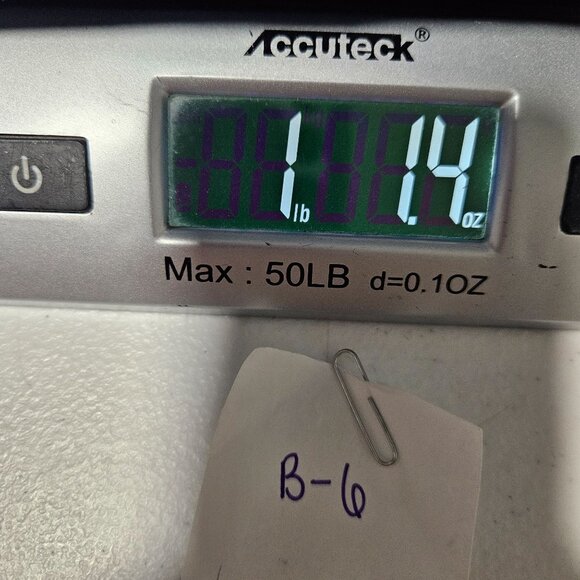 Accuteck®
1 lb 1.4 oz
Max : 50LB d=0.1OZ
B-6